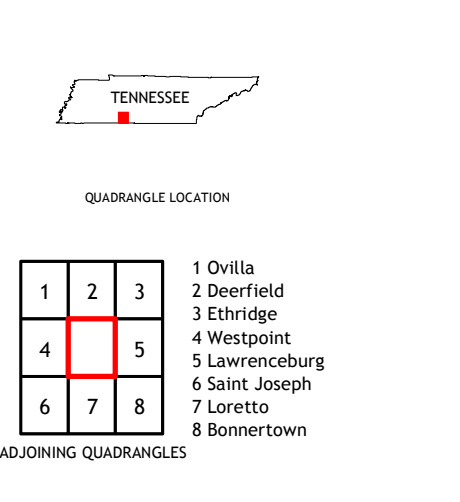 TENNESSEE
QUADRANGLE LOCATION
1 2 3
4 5
6 7 8
1 Ovilla
2 Deerfield
3 Ethridge
4 Westpoint
5 Lawrenceburg
6 Saint Joseph
7 Loretto
8 Bonnertown
ADJOINING QUADRANGLES